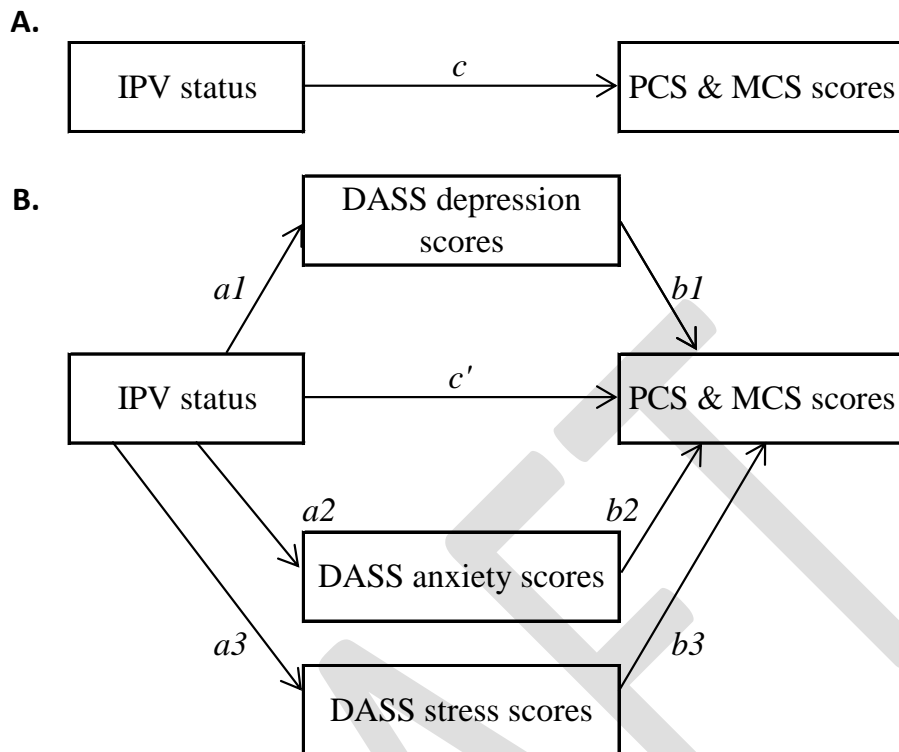 A.
IPV status
c
PCS & MCS scores
B.
DASS depression
scores
a1
b1
IPV status
c'
PCS & MCS scores
a2
b2
DASS anxiety scores
a3
b3
DASS stress scores